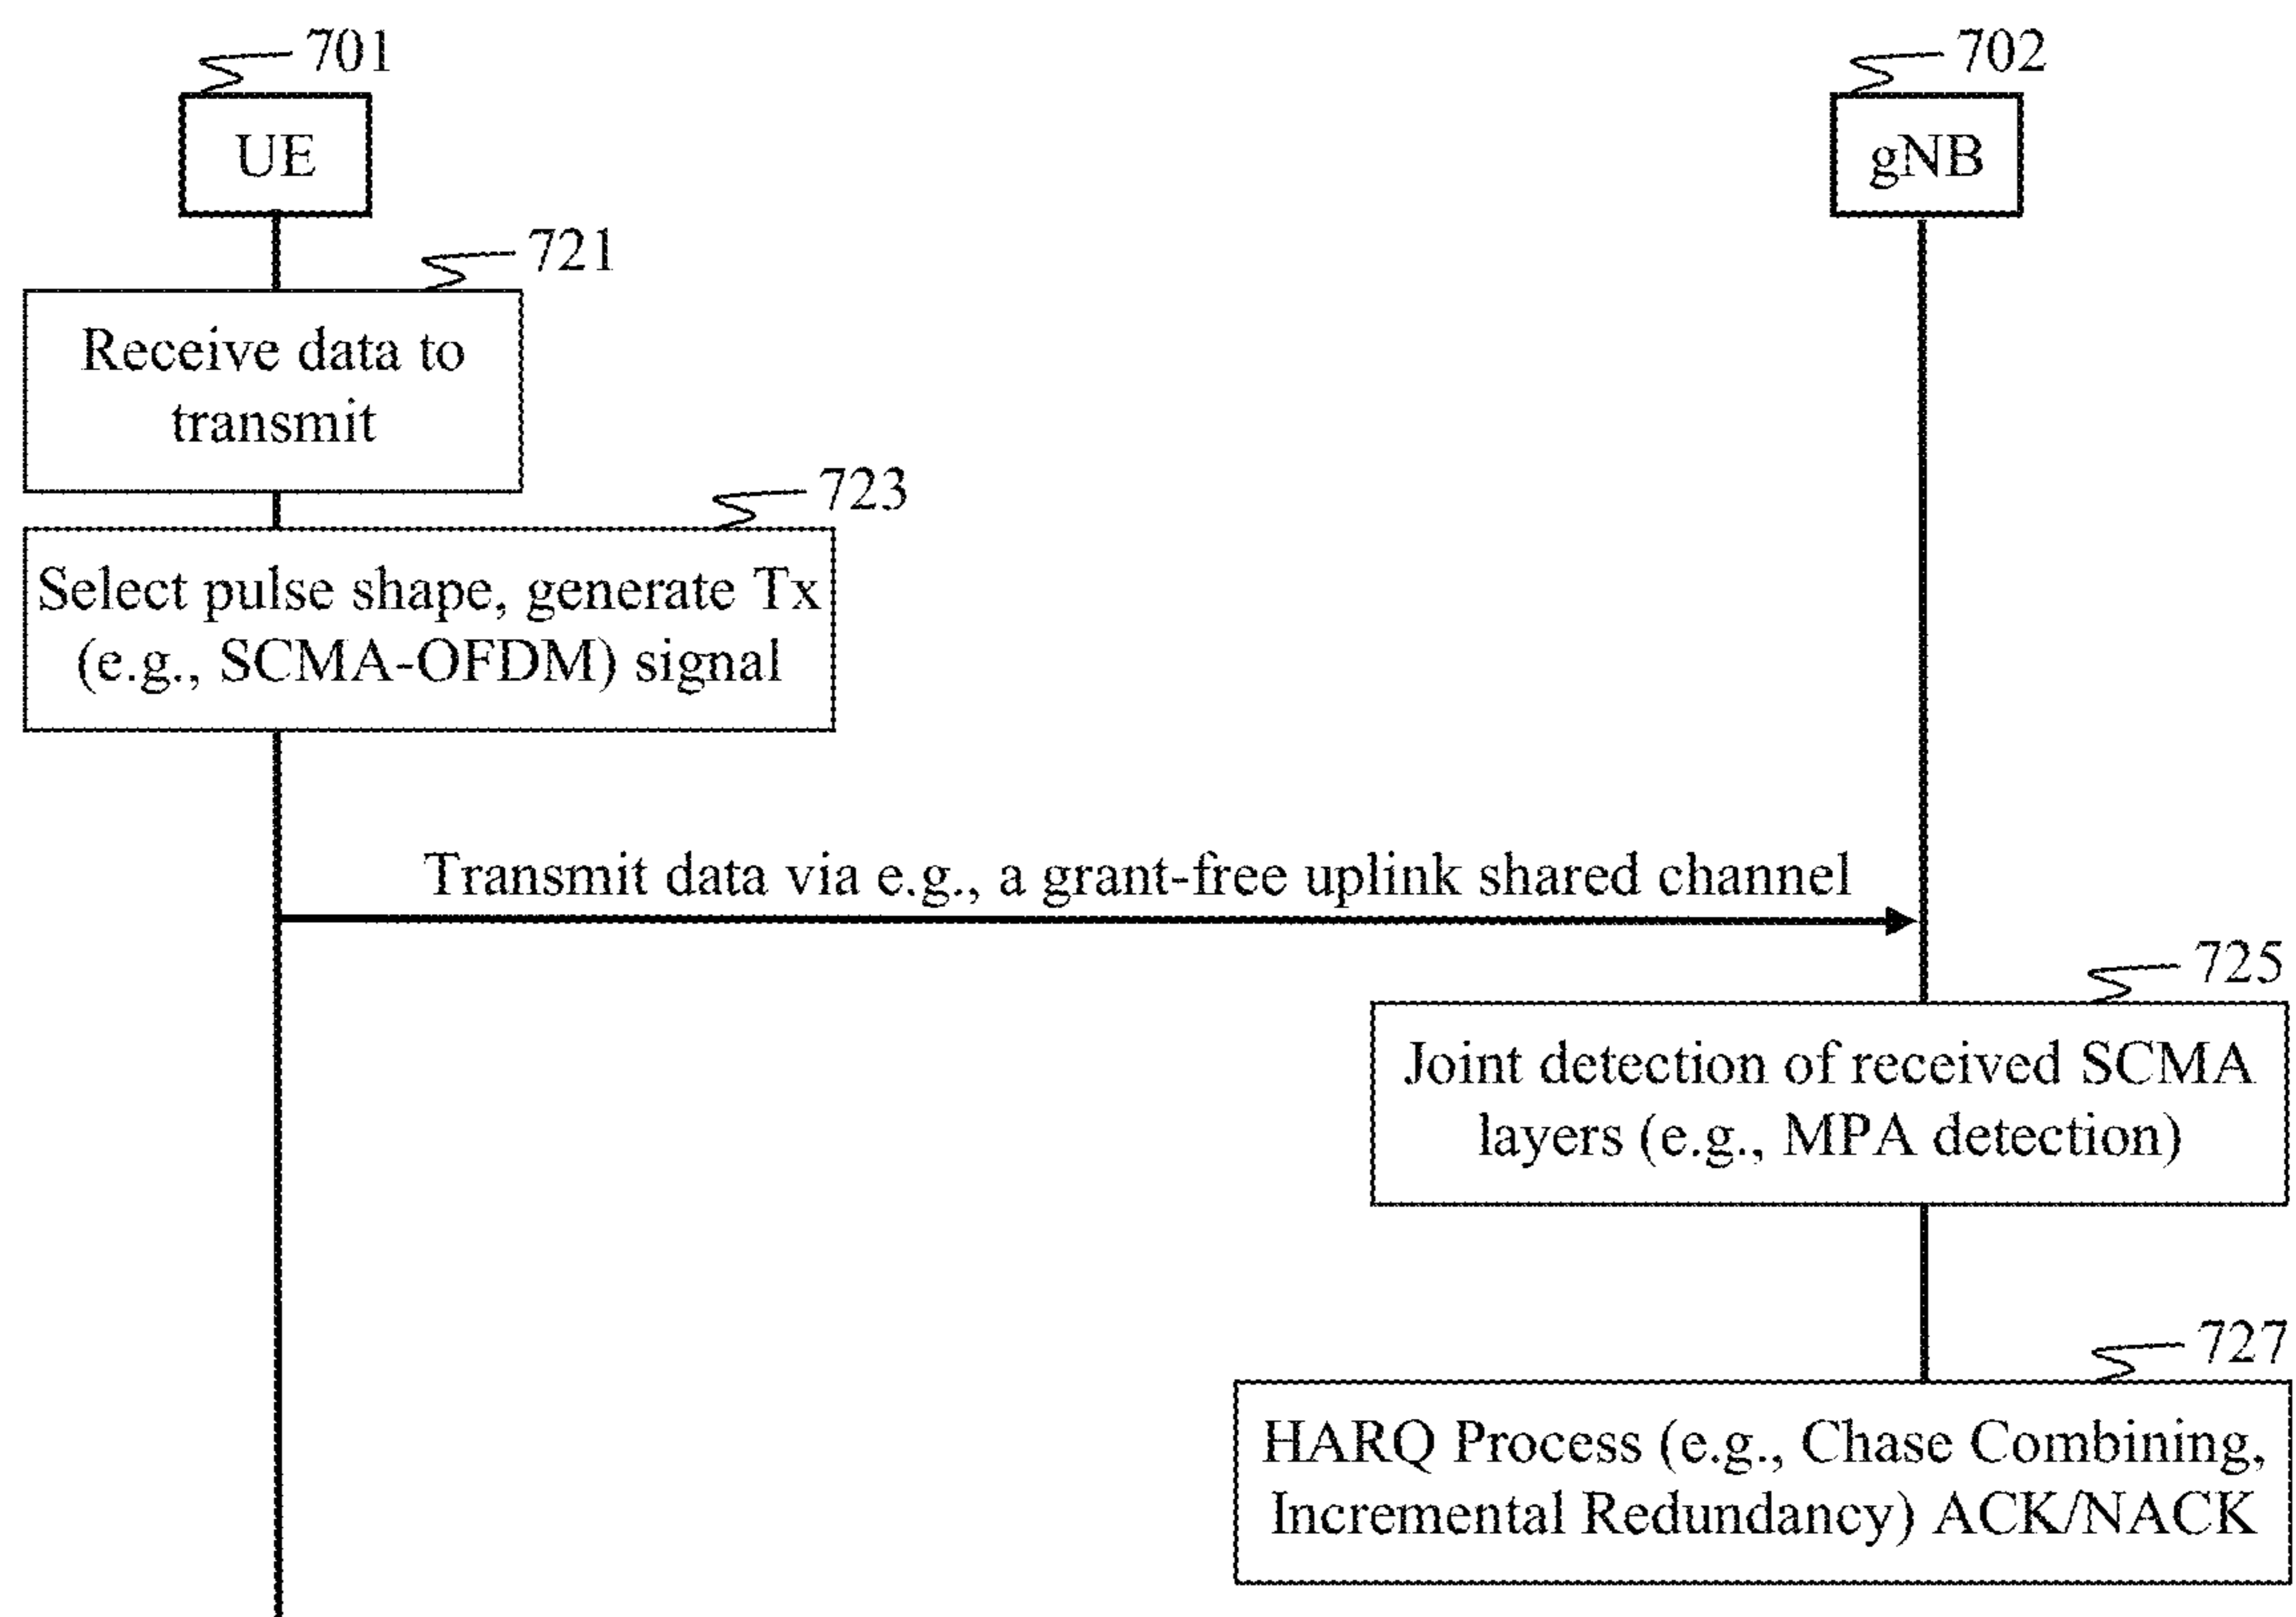 701
702
UE
gNB
721
Receive data to
transmit
723
Select pulse shape, generate Tx
(e.g., SCMA-OFDM) signal
Transmit data via e.g., a grant-free uplink shared channel
725
Joint detection of received SCMA
layers (e.g., MPA detection)
727
HARQ Process (e.g., Chase Combining,
Incremental Redundancy) ACK/NACK